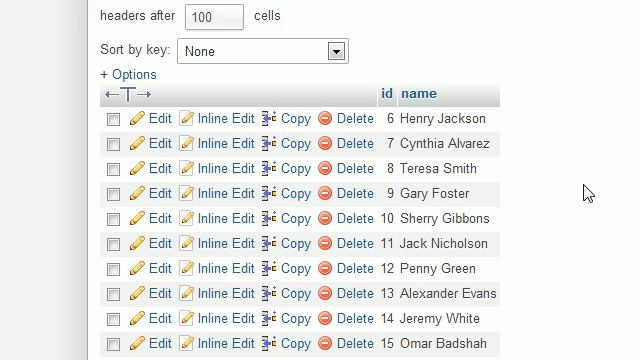 headers after 100 cells
Sort by key: None
+ Options
id name
Edit Inline Edit Copy Delete 6 Henry Jackson
Edit Inline Edit Copy Delete 7 Cynthia Alvarez
Edit Inline Edit Copy Delete 8 Teresa Smith
Edit Inline Edit Copy Delete 9 Gary Foster
Edit Inline Edit Copy Delete 10 Sherry Gibbons
Edit Inline Edit Copy Delete 11 Jack Nicholson
Edit Inline Edit Copy Delete 12 Penny Green
Edit Inline Edit Copy Delete 13 Alexander Evans
Edit Inline Edit Copy Delete 14 Jeremy White
Edit Inline Edit Copy Delete 15 Omar Badshah